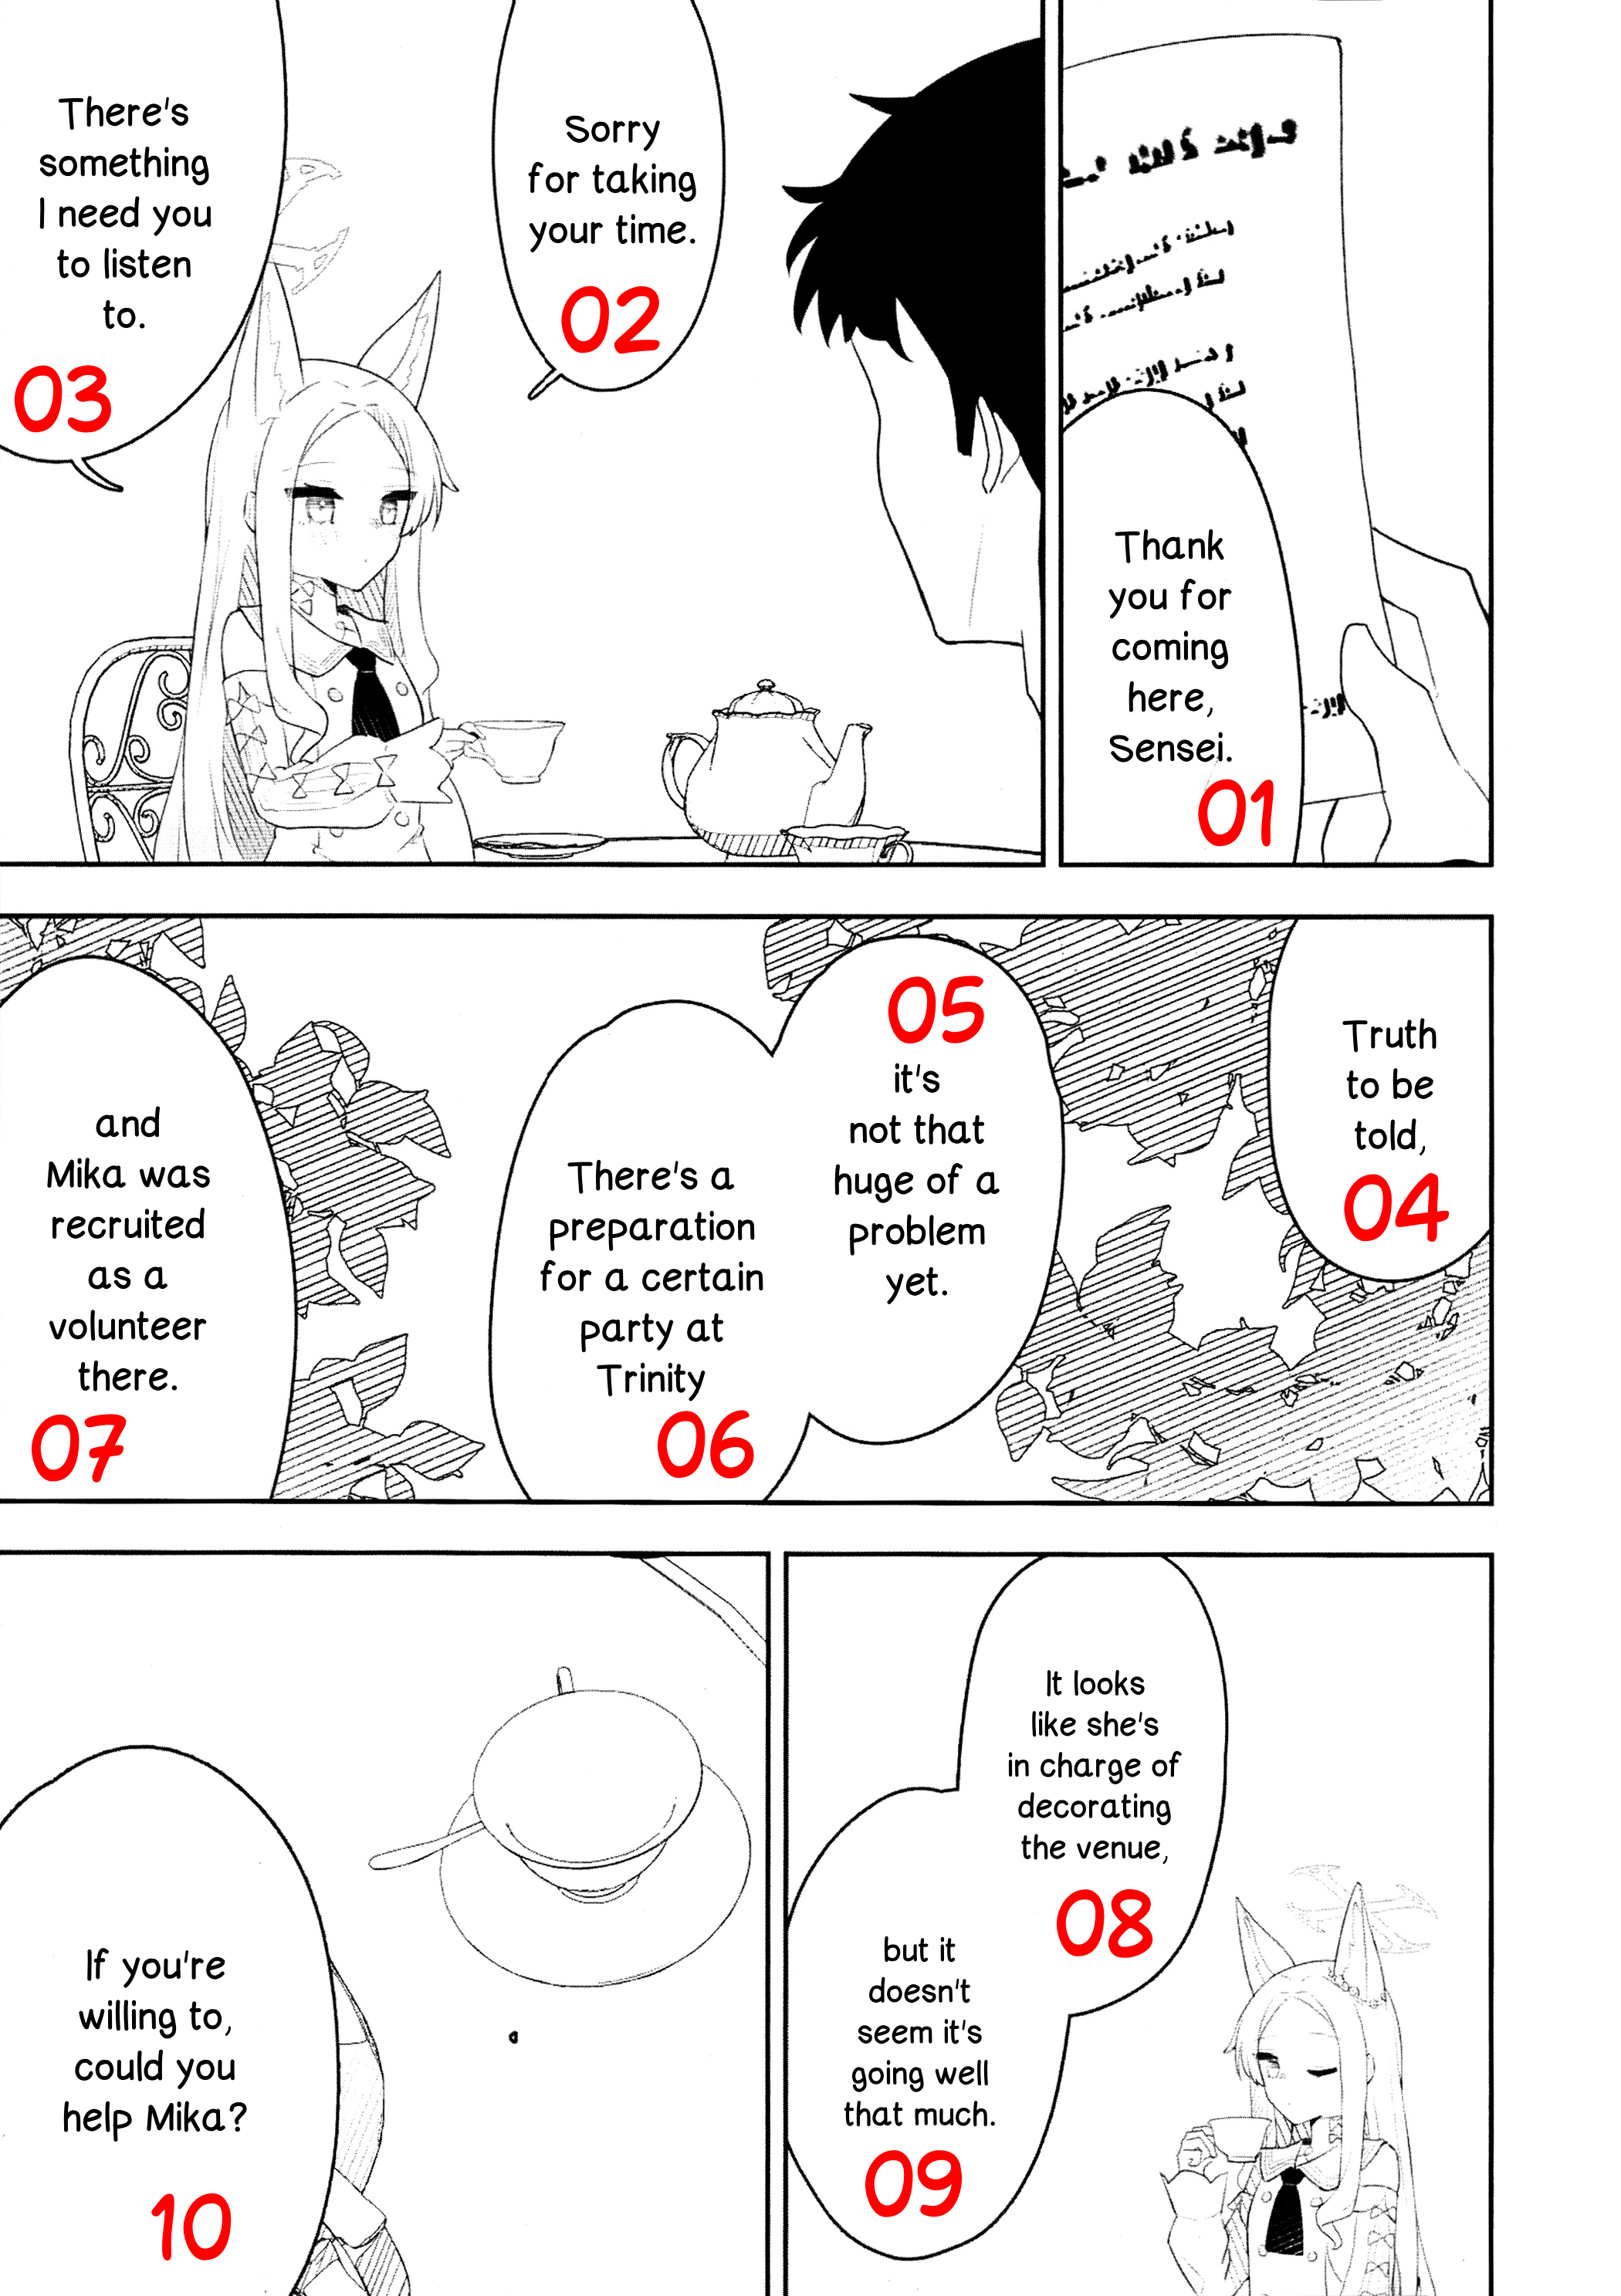 Thank
you for
coming
here,
Sensei.
01
Sorry
for taking
your time.
02
There's
something
I need you
to listen
to.
03
Truth
to be
told,
04
05
it's
not that
huge of a
problem
yet.
There's a
preparation
for a certain
party at
Trinity
06
and
Mika was
recruited
as a
volunteer
there.
07
It looks
like she's
in charge of
decorating
the venue,
08
but it
doesn't
seem it's
going well
that much.
09
If you're
willing to,
could you
help Mika?
10